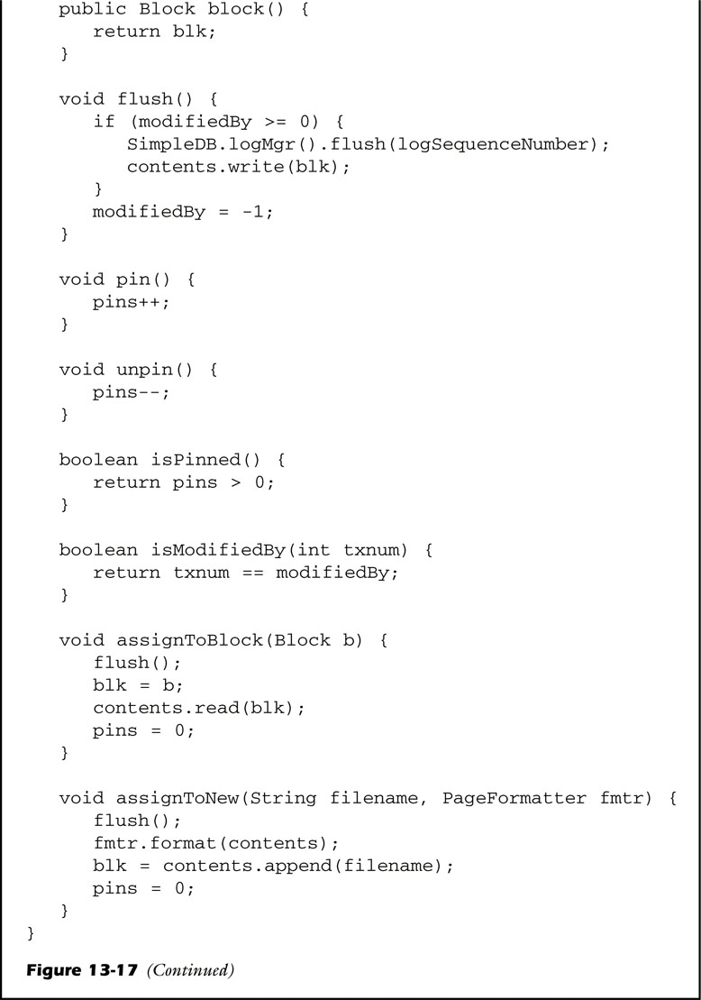 public Block block() {
return blk;
}
void flush() {
if (modifiedBy >= 0) {
SimpleDB.logMgr().flush(logSequenceNumber);
contents.write(blk);
}
modifiedBy = -1;
}
void pin() {
pins++;
}
void unpin() {
pins--;
}
boolean isPinned() {
return pins > 0;
}
boolean isModifiedBy(int txnum) {
return txnum == modifiedBy;
}
void assignToBlock(Block b) {
flush();
blk = b;
contents.read(blk);
pins = 0;
}
void assignToNew(String filename, PageFormatter fmtr) {
flush();
fmtr.format(contents);
blk = contents.append(filename);
pins = 0;
}
}
Figure 13-17 (Continued)